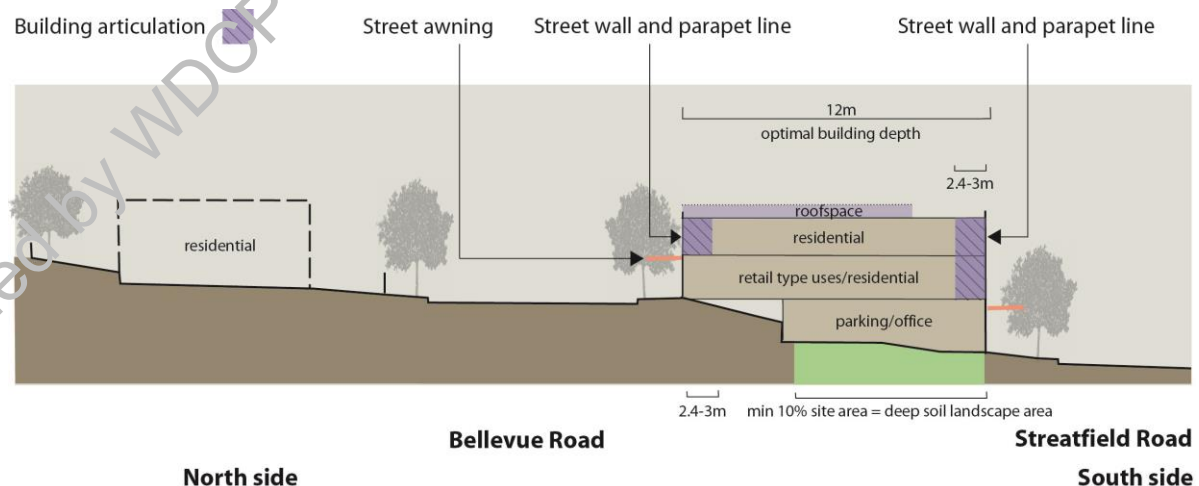 Building articulation
Street awning
Street wall and parapet line
Street wall and parapet line
12m
optimal building depth
2.4-3m
roofspace
residential
residential
retail type uses/residential
parking/office
2.4-3m
min 10% site area = deep soil landscape area
Bellevue Road
Streatfield Road
North side
South side
by WDOP